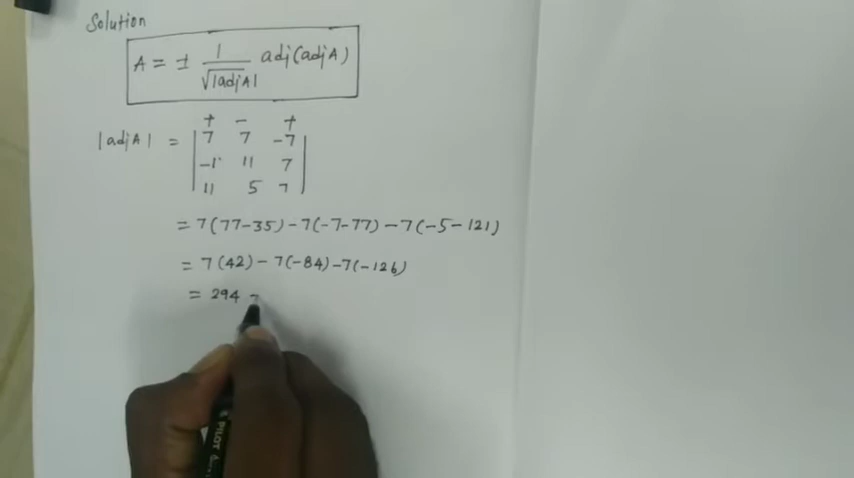 Solution
A = ± 1/√|adjA| adj(adjA)
+ - +
|adjA| = | 7 7 -7 |
| -1 11 7 |
| 11 5 7 |
= 7(77-35)-7(-7-77)-7(-5-121)
= 7(42)-7(-84)-7(-126)
= 294
PILOT